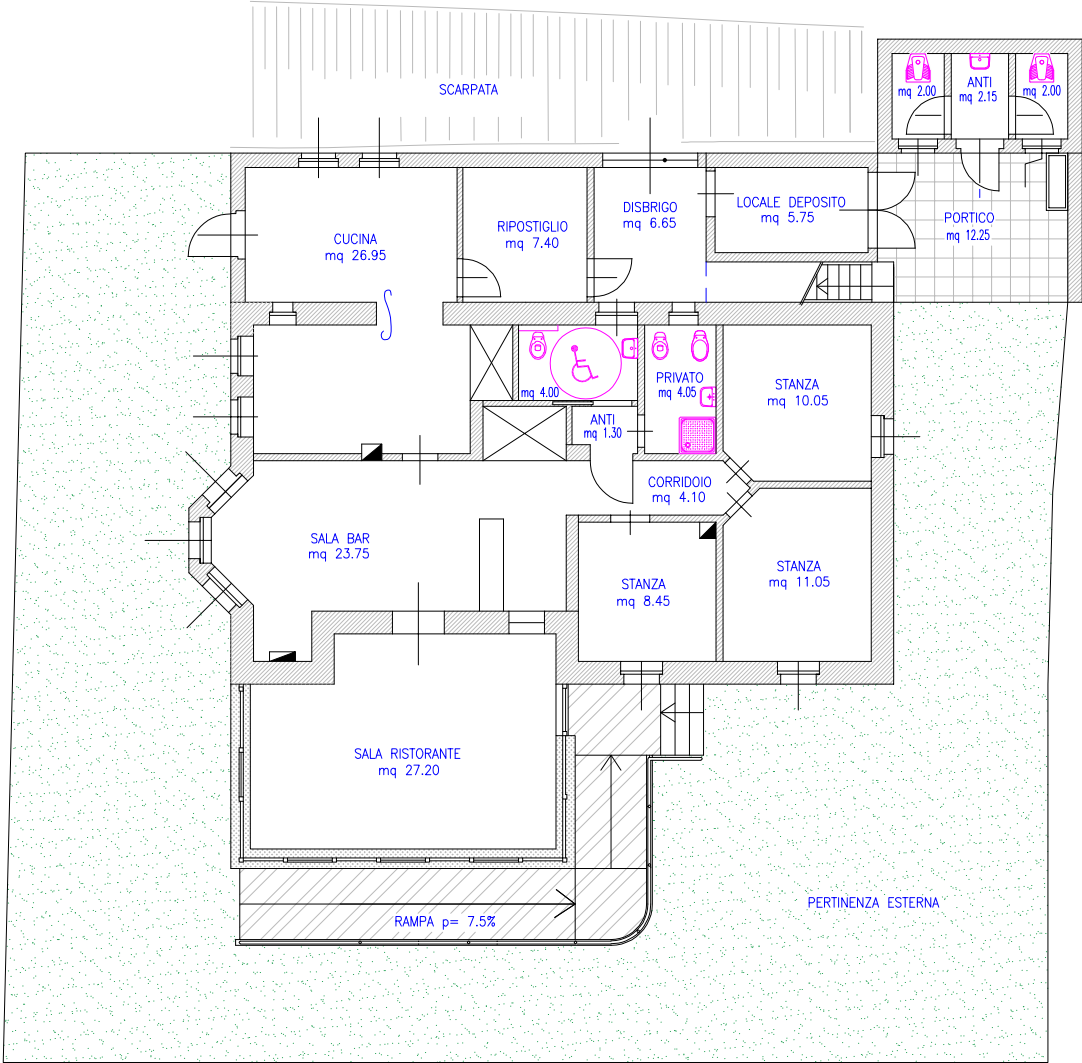 SCARPATA
mq 2.00
ANTI
mq 2.15
mq 2.00
CUCINA
mq 26.95
RIPOSTIGLIO
mq 7.40
DISBRIGO
mq 6.65
LOCALE DEPOSITO
mq 5.75
PORTICO
mq 12.25
mq 4.00
PRIVATO
mq 4.05
STANZA
mq 10.05
ANTI
mq 1.30
CORRIDOIO
mq 4.10
SALA BAR
mq 23.75
STANZA
mq 8.45
STANZA
mq 11.05
SALA RISTORANTE
mq 27.20
RAMPA p= 7.5%
PERTINENZA ESTERNA